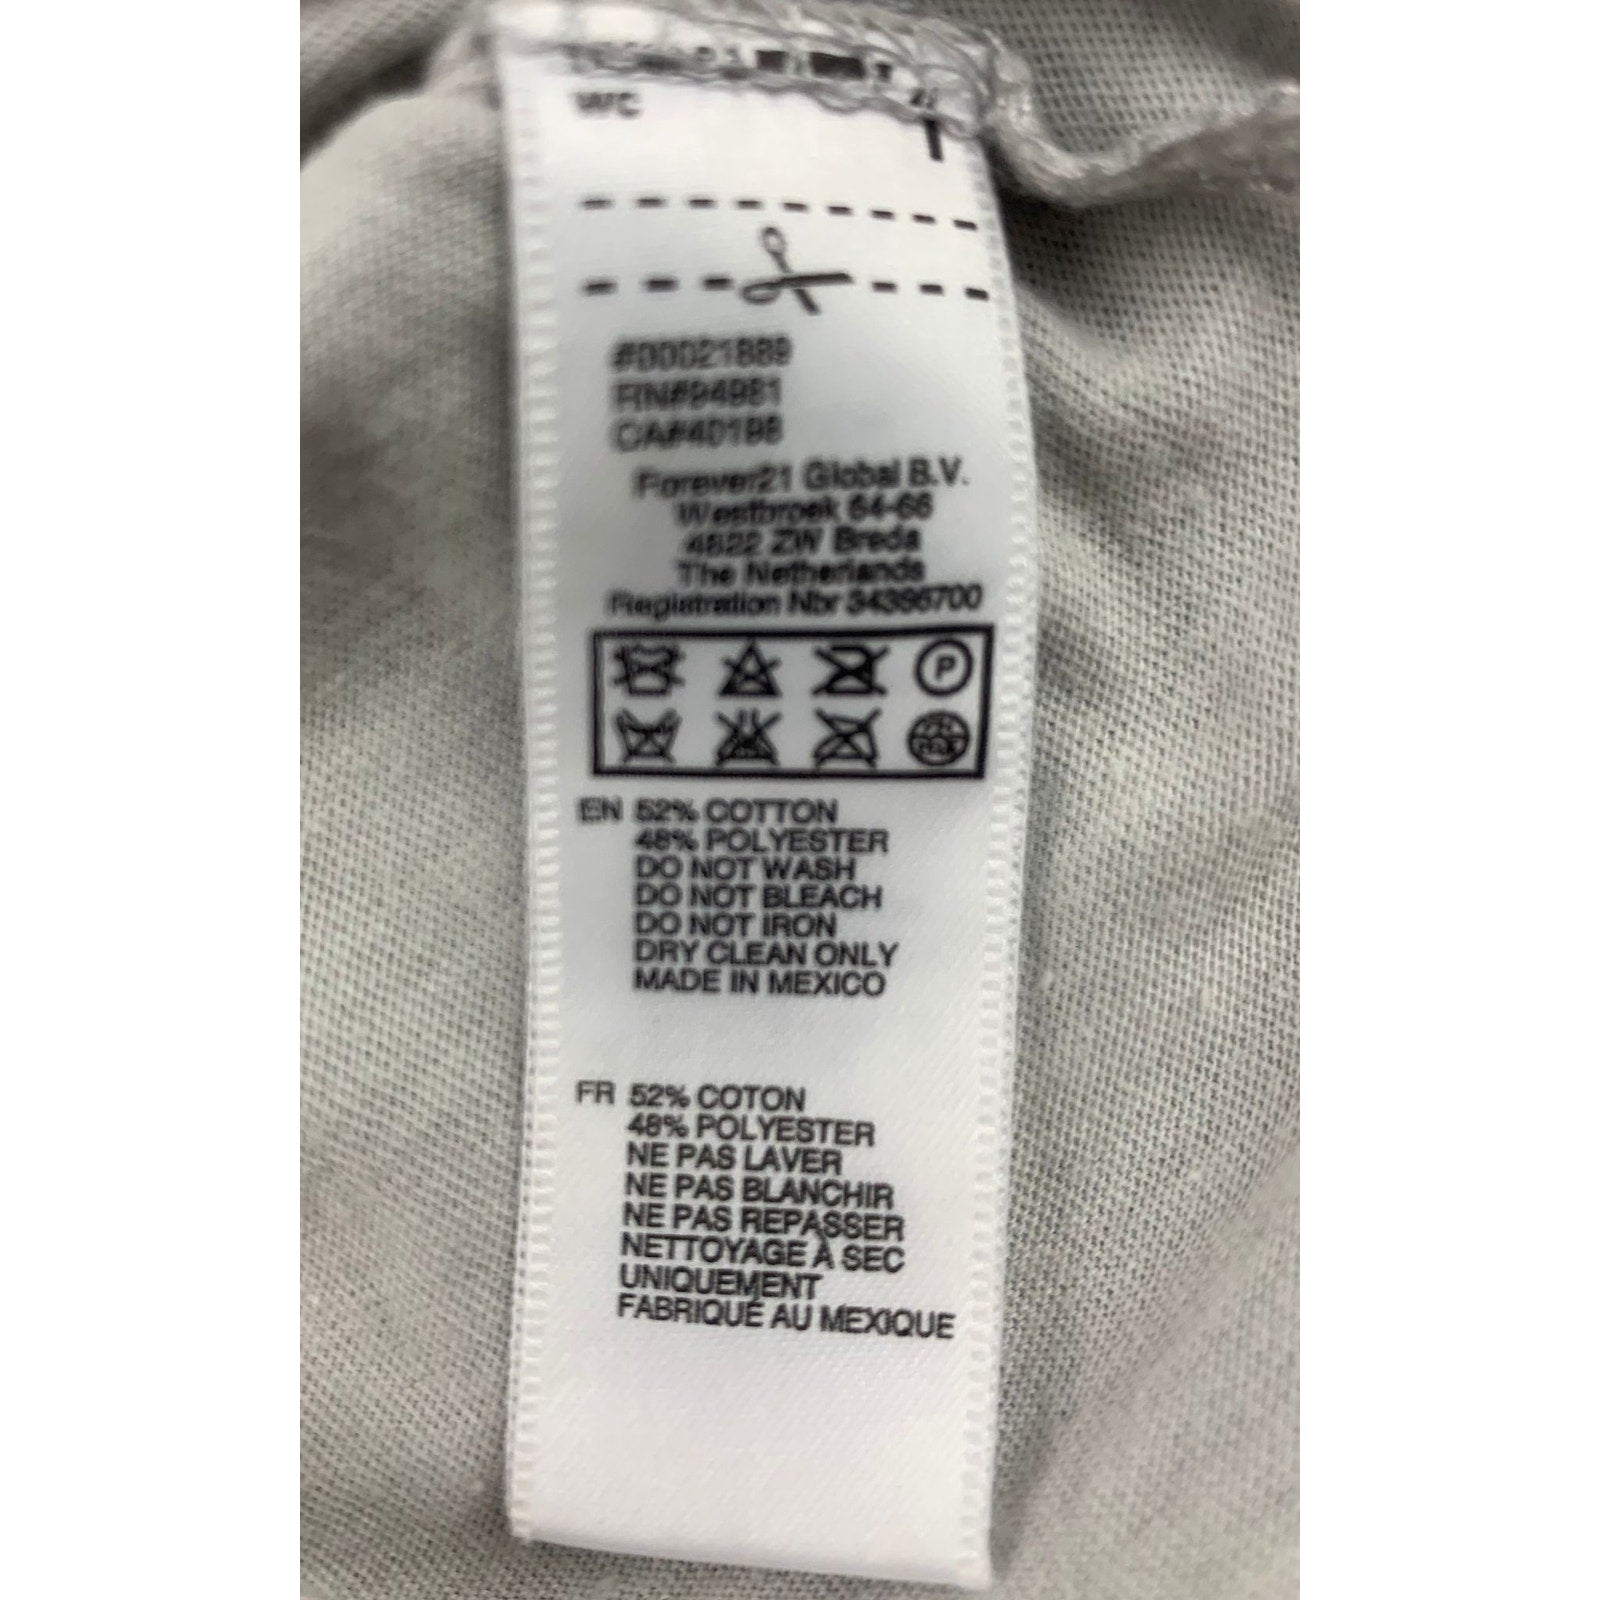 W/C
#00021889
RN#94981
CA#40198
Forever21 Global B.V.
Westbroek 64-66
4822 ZW Breda
The Netherlands
Registration Nbr 34396700
P
EN 52% COTTON
48% POLYESTER
DO NOT WASH
DO NOT BLEACH
DO NOT IRON
DRY CLEAN ONLY
MADE IN MEXICO
FR 52% COTON
48% POLYESTER
NE PAS LAVER
NE PAS BLANCHIR
NE PAS REPASSER
NETTOYAGE À SEC
UNIQUEMENT
FABRIQUÉ AU MEXIQUE